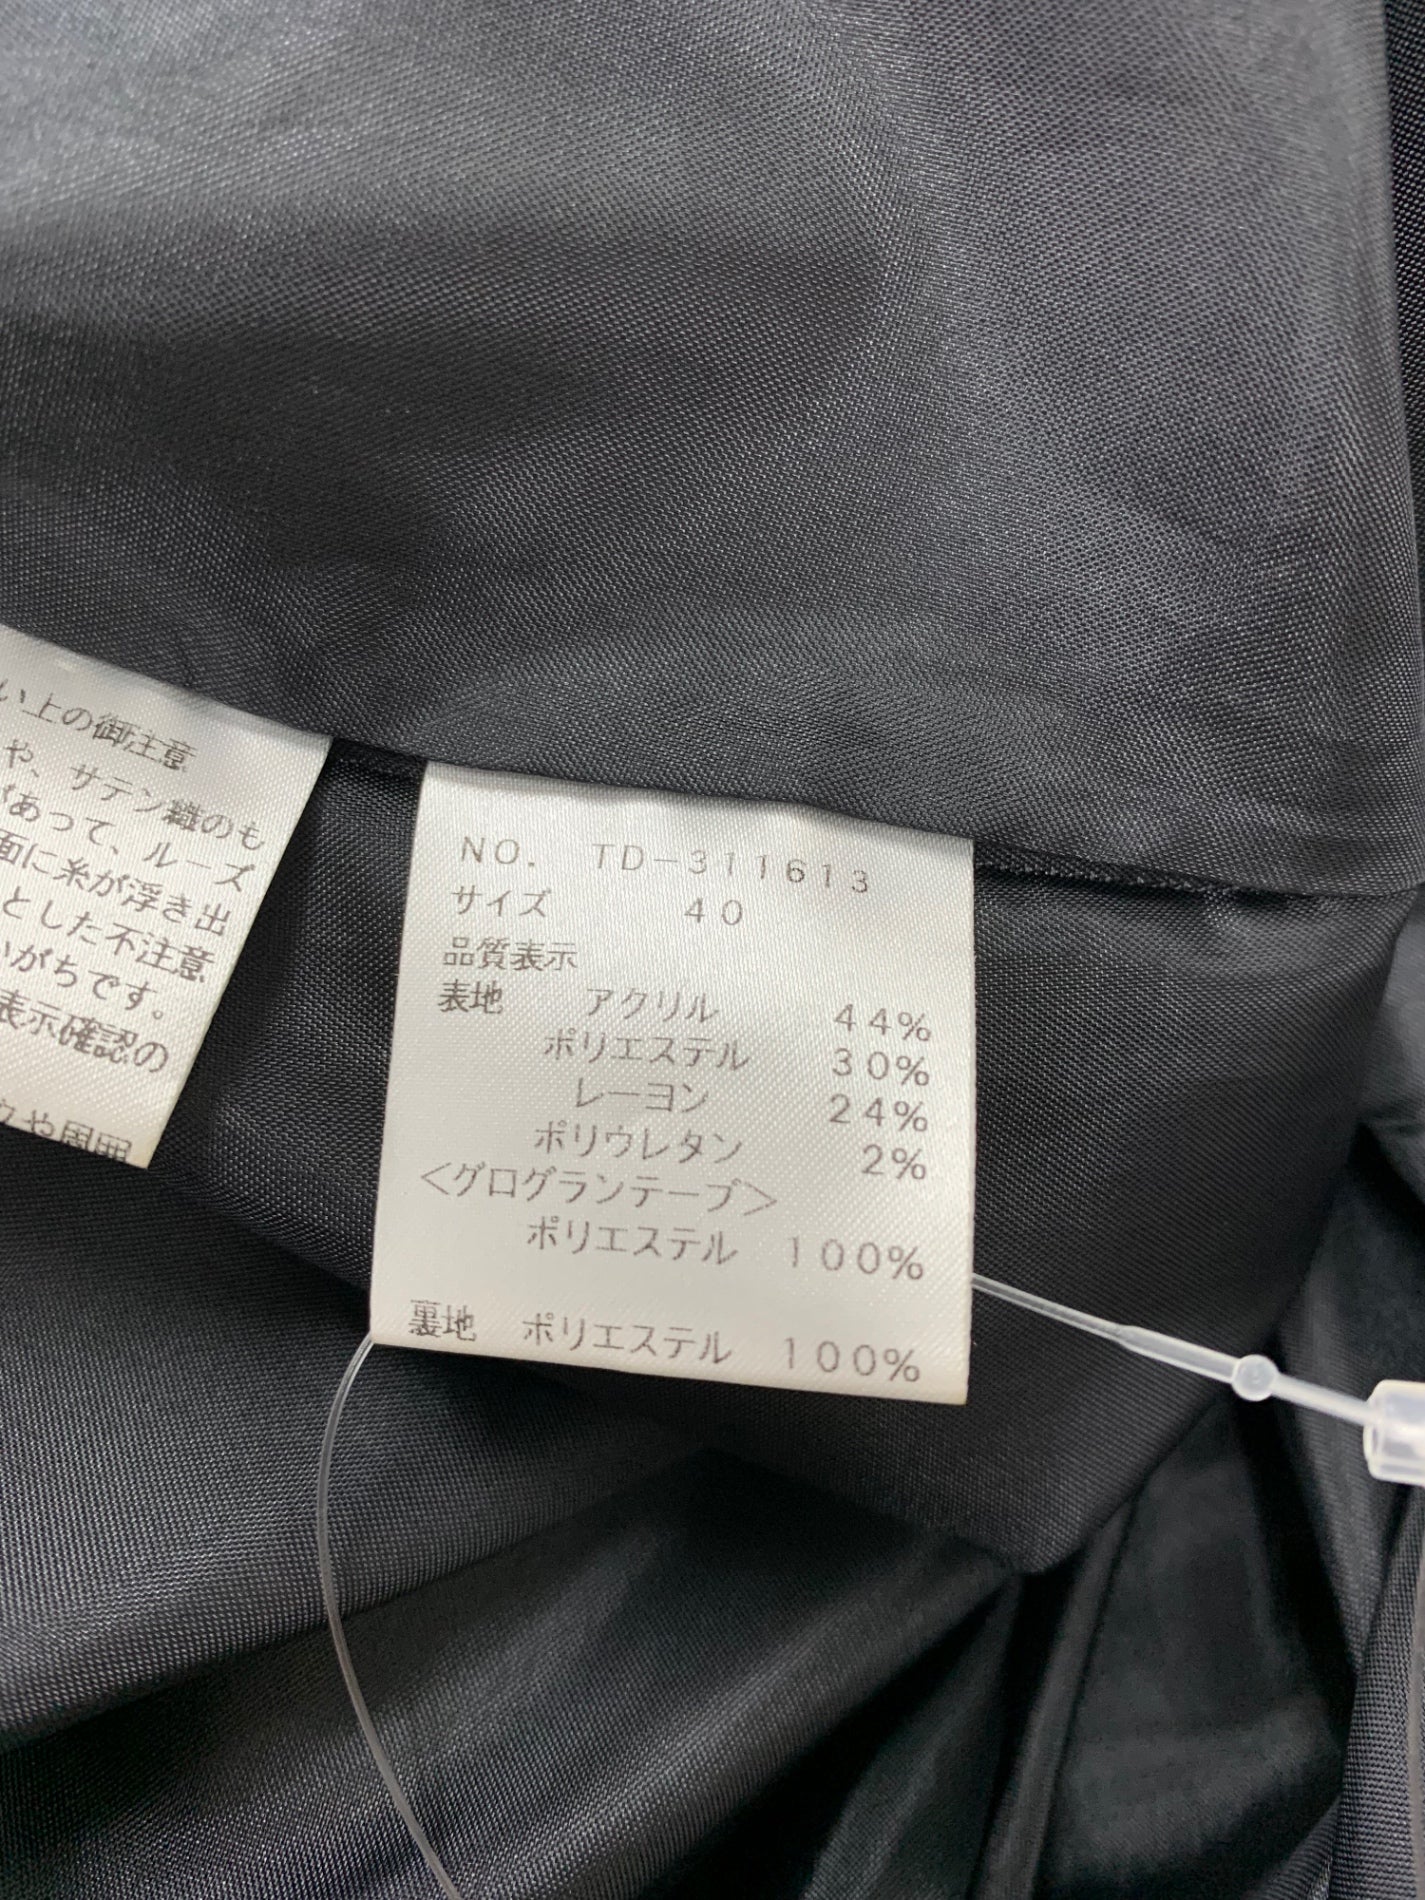 い上の御注意
や、サテン織のも
があって、ルーズ
面に糸が浮き出
とした不注意
いがちです。
表示確認の
や周囲
NO. TD-311613
サイズ 40
品質表示
表地 アクリル 44%
ポリエステル 30%
レーヨン 24%
ポリウレタン 2%
<グログランテープ>
ポリエステル 100%
裏地 ポリエステル 100%